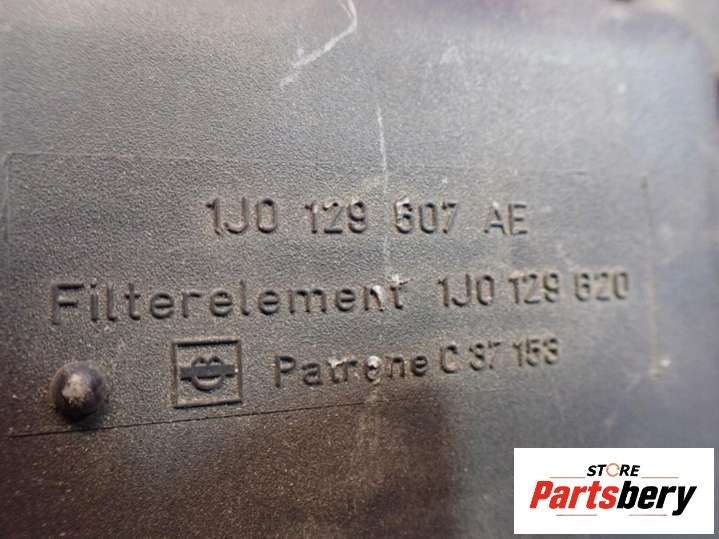 1J0 129 607 AE
Filterelement 1J0 129 620
Patrone C 37 153
STORE
Partsbery